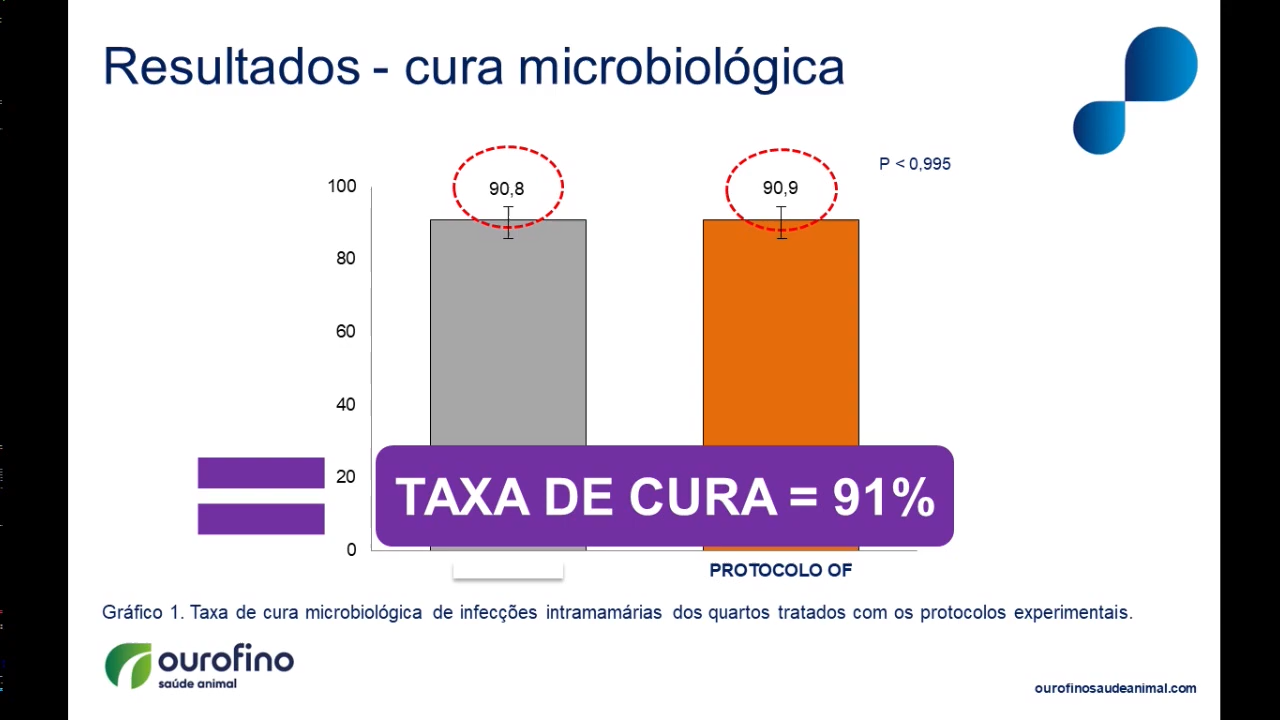 Resultados - cura microbiológica
P < 0,995
90,8
90,9
100
80
60
40
20
0
TAXA DE CURA = 91%
PROTOCOLO OF
Gráfico 1. Taxa de cura microbiológica de infecções intramamárias dos quartos tratados com os protocolos experimentais.
ourofino
saúde animal
ourofinosaudeanimal.com